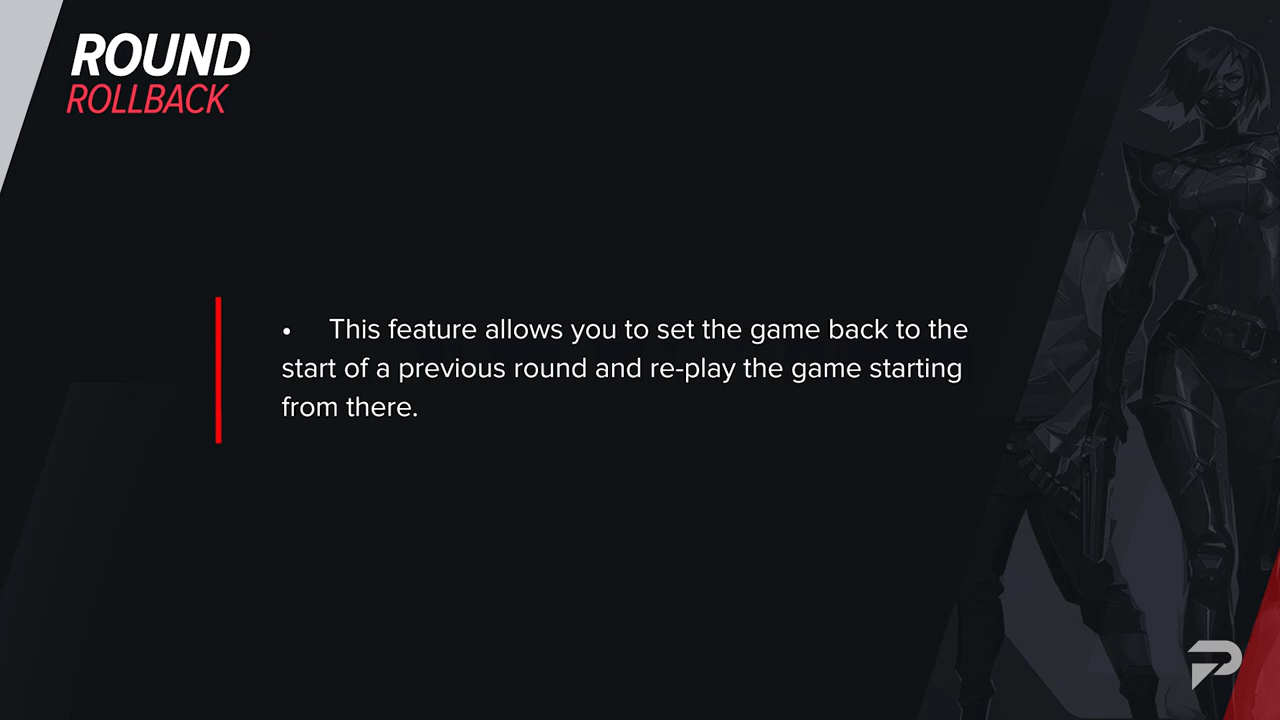 ROUND
ROLLBACK
• This feature allows you to set the game back to the
start of a previous round and re-play the game starting
from there.